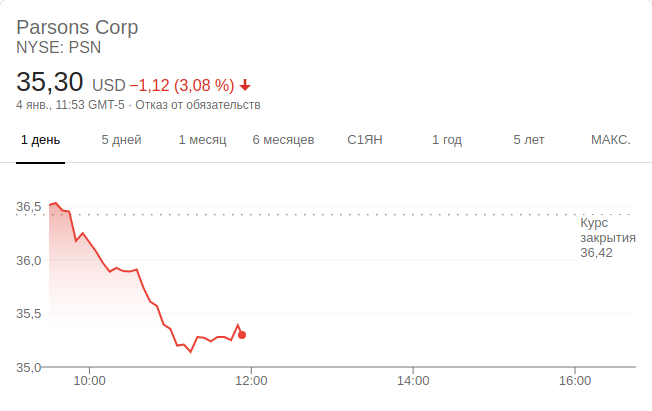 Parsons Corp
NYSE: PSN
35,30 USD −1,12 (3,08 %)
4 янв., 11:53 GMT-5 · Отказ от обязательств
1 день 5 дней 1 месяц 6 месяцев С1ЯН 1 год 5 лет МАКС.
36,5
Курс
закрытия
36,42
36,0
35,5
35,0
10:00 12:00 14:00 16:00